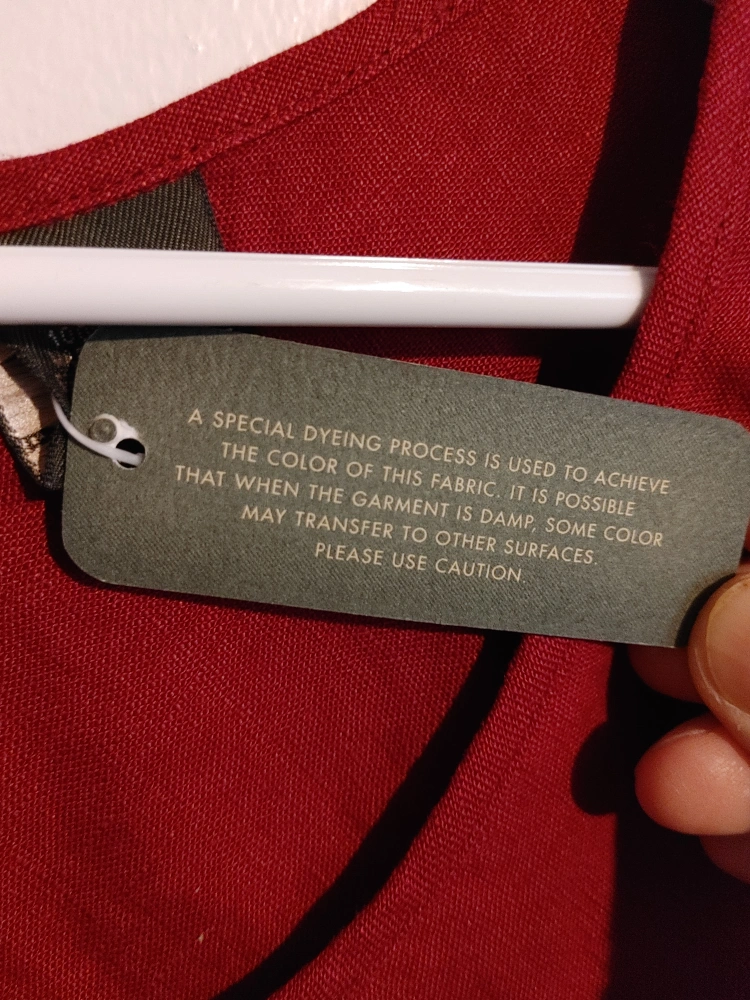 A SPECIAL DYEING PROCESS IS USED TO ACHIEVE
THE COLOR OF THIS FABRIC. IT IS POSSIBLE
THAT WHEN THE GARMENT IS DAMP, SOME COLOR
MAY TRANSFER TO OTHER SURFACES.
PLEASE USE CAUTION.